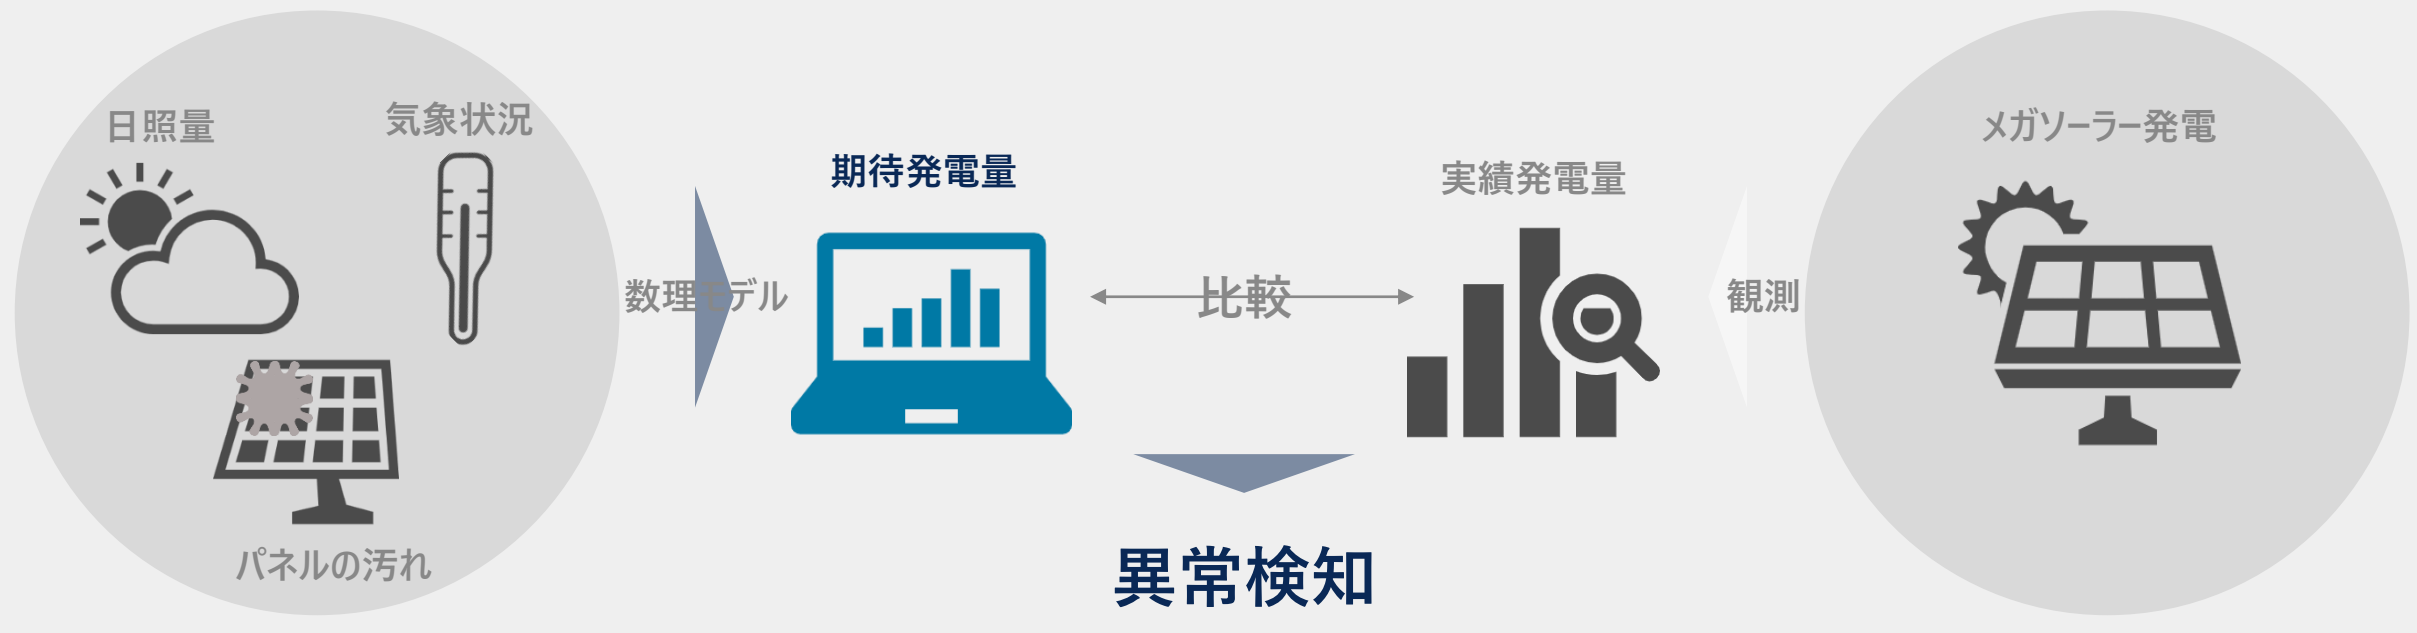 日照量
気象状況
パネルの汚れ
数理モデル
期待発電量
比較
実績発電量
観測
メガソーラー発電
異常検知